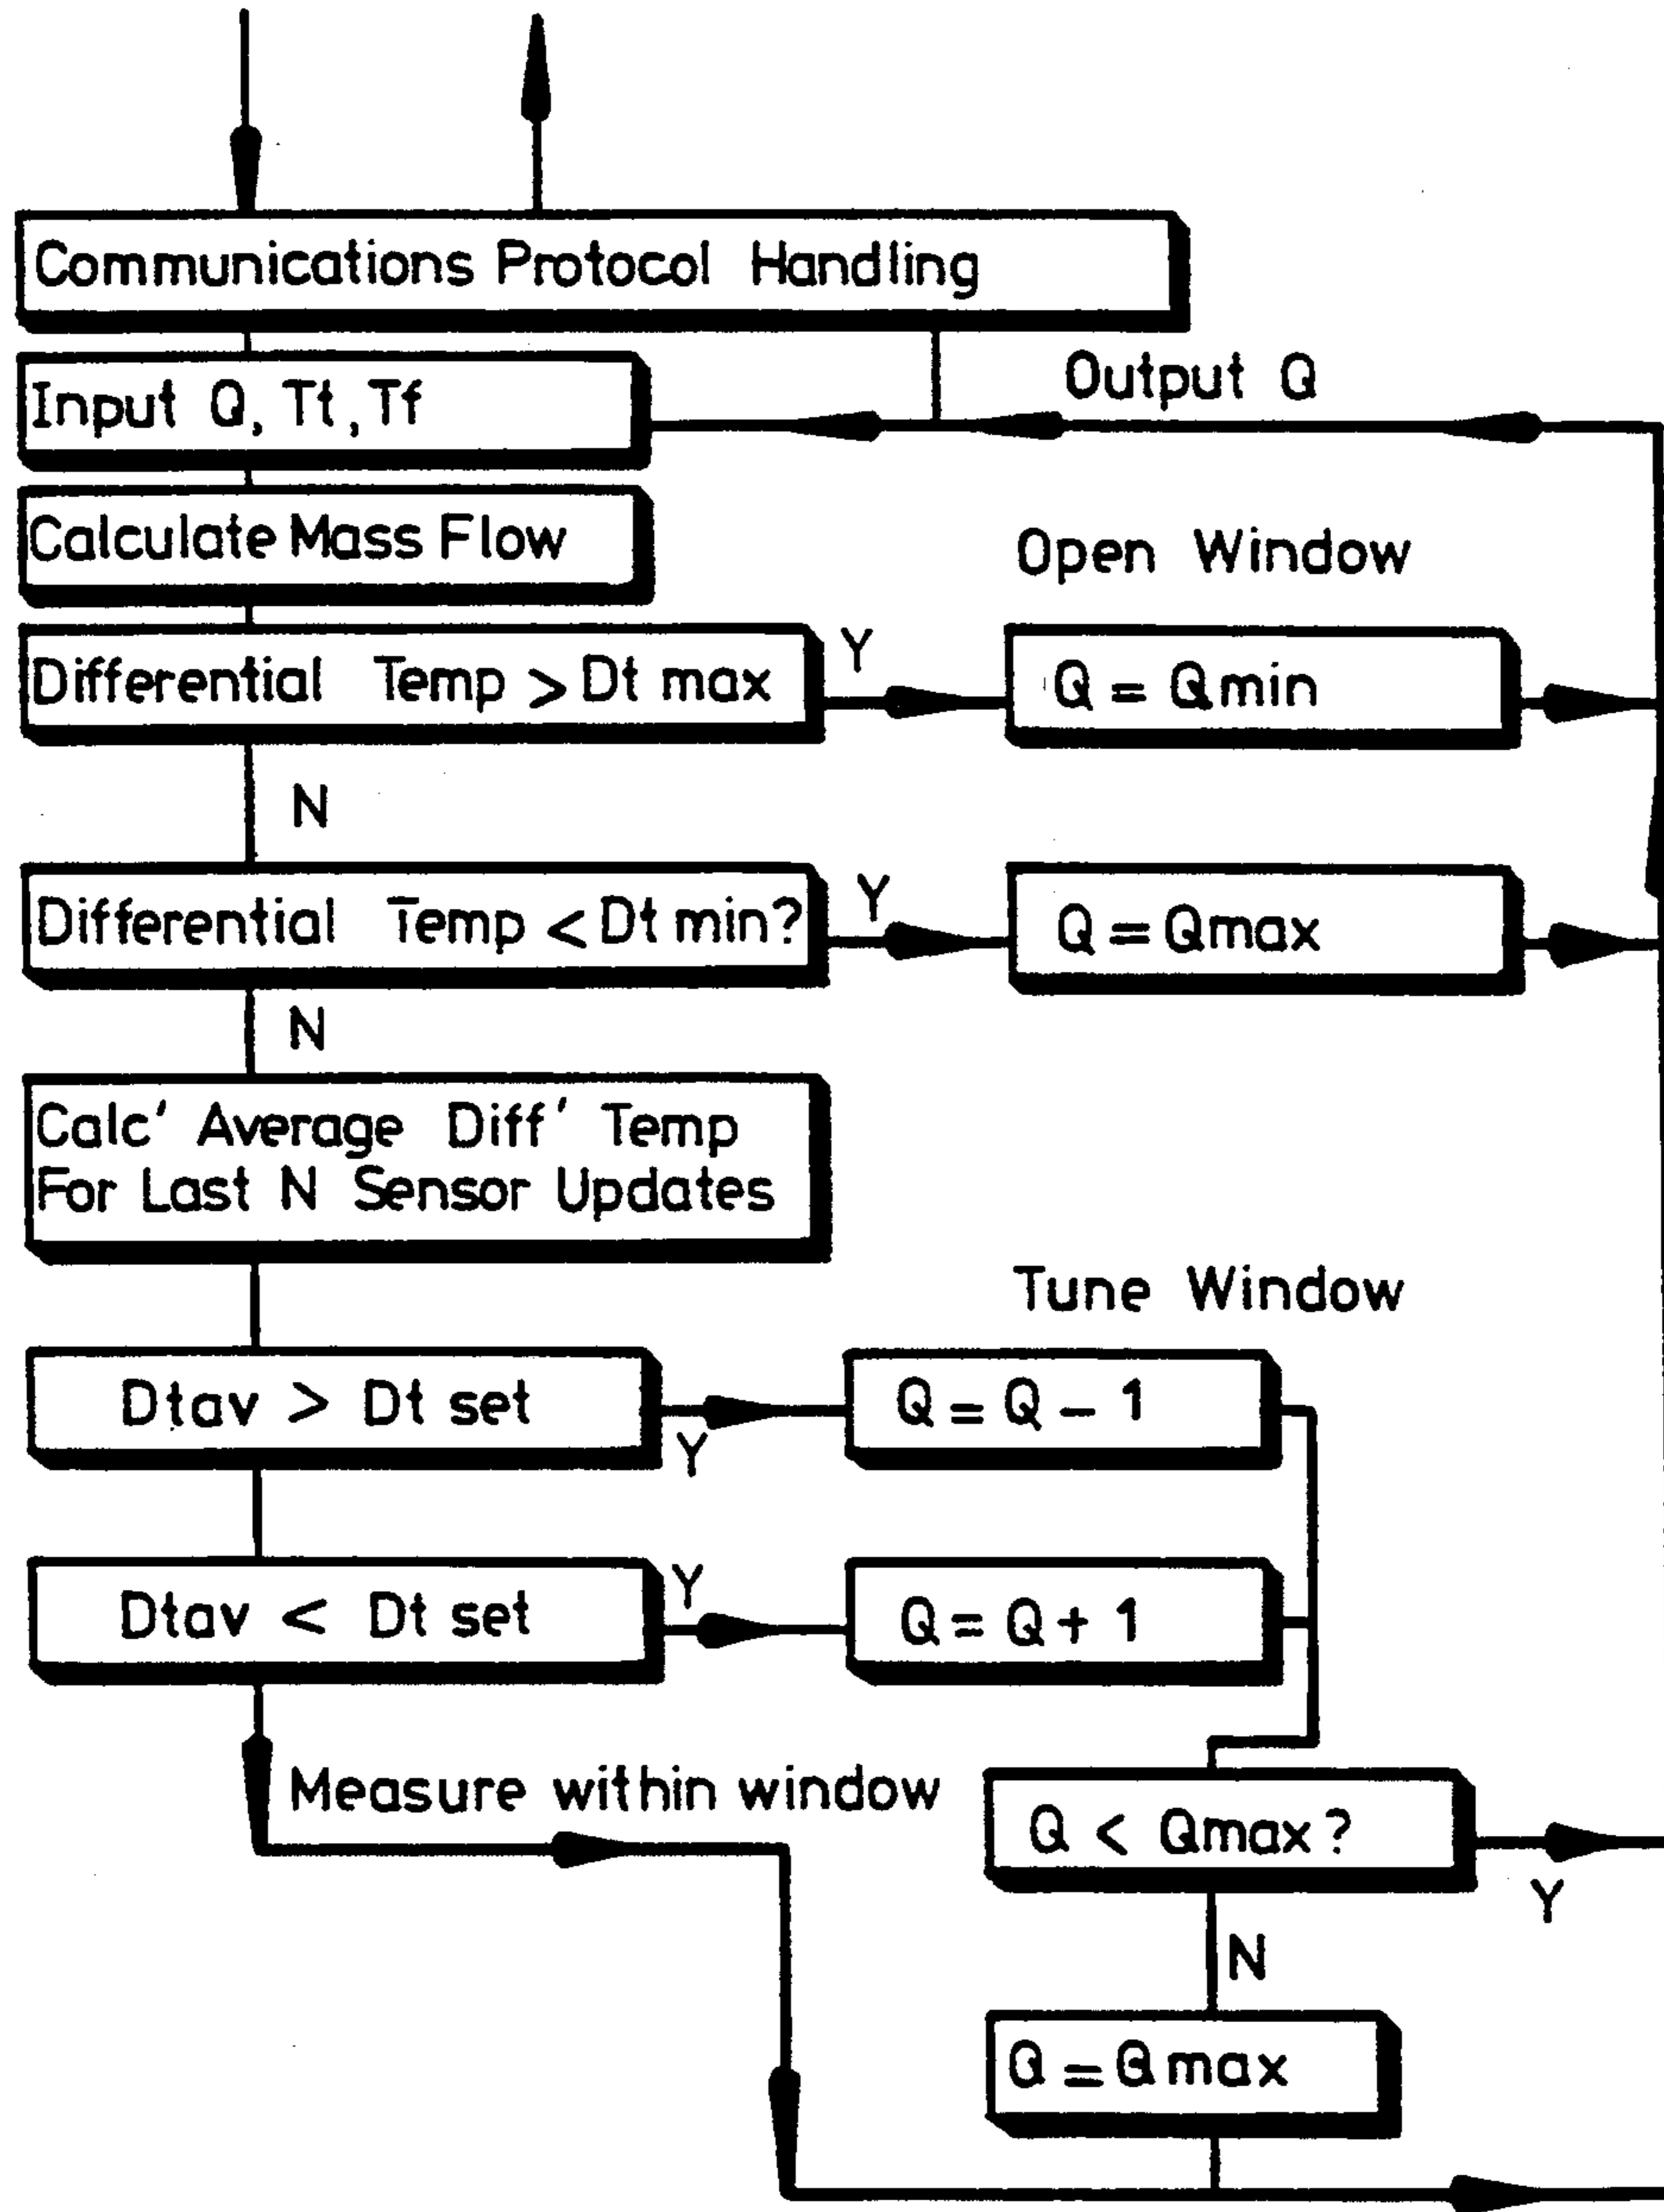 Communications Protocol Handling
Output Q
Input Q, Tt, Tf
Calculate Mass Flow
Open Window
Differential Temp > Dt max
Y
Q = Qmin
N
Differential Temp < Dt min?
Y
Q = Qmax
N
Calc' Average Diff' Temp
For Last N Sensor Updates
Tune Window
Dtav > Dt set
Y
Q = Q - 1
Dtav < Dt set
Y
Q = Q + 1
Measure within window
Q < Qmax?
Y
N
Q = Qmax